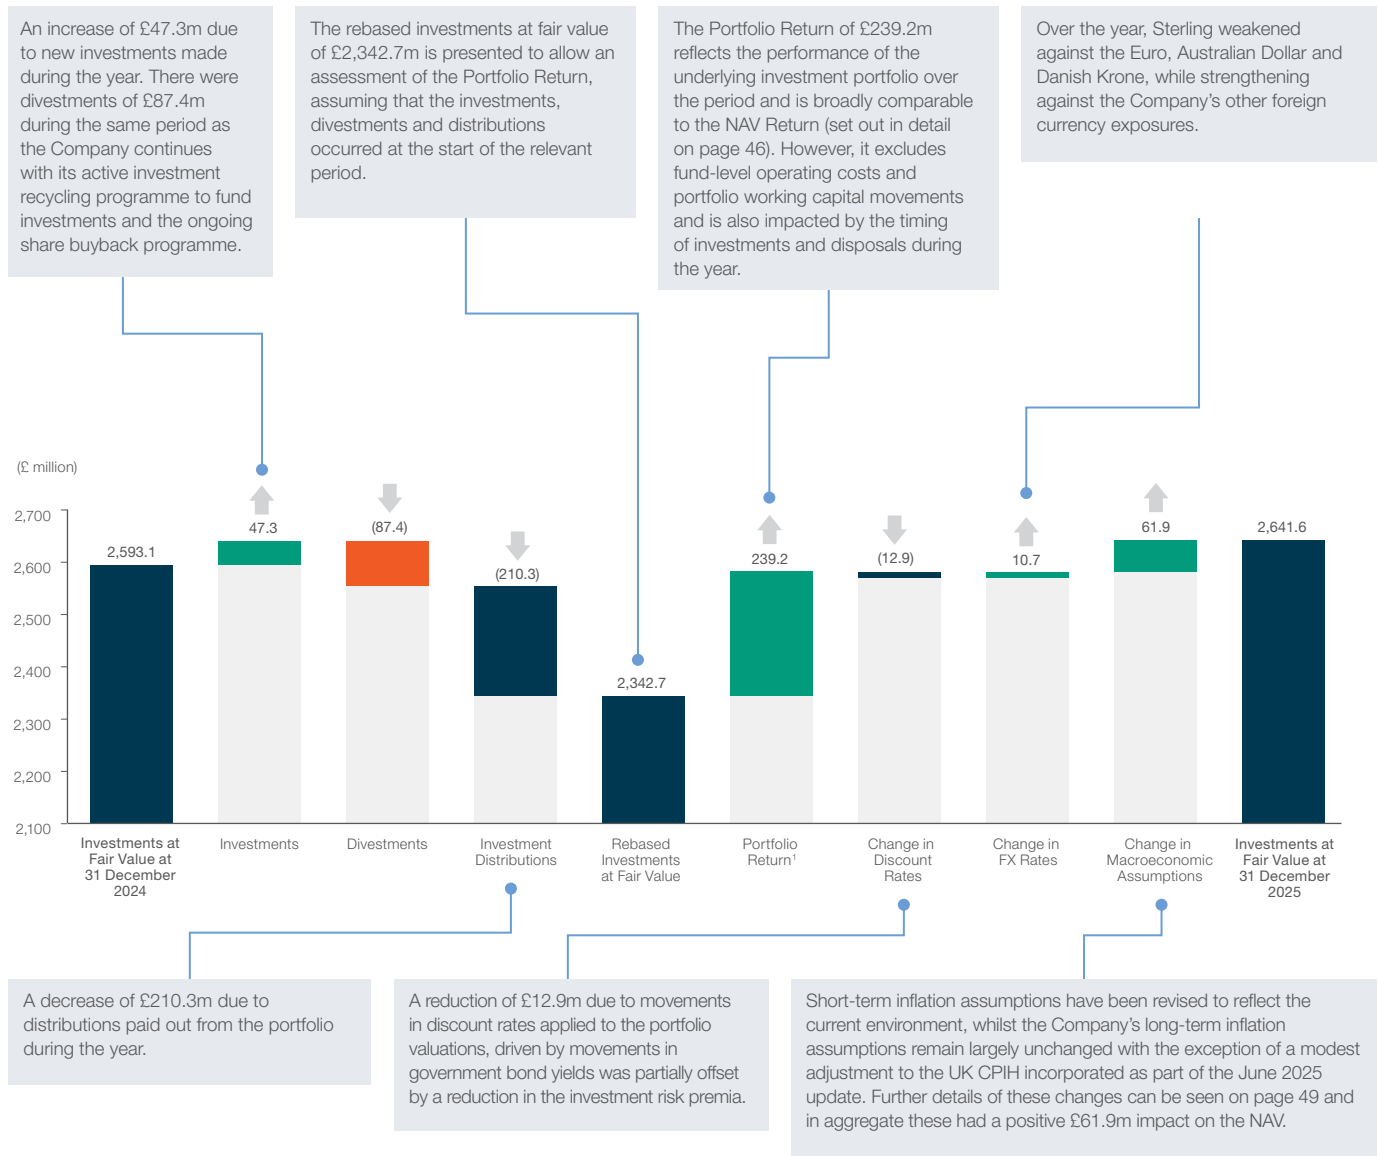 An increase of £47.3m due
to new investments made
during the year. There were
divestments of £87.4m
during the same period as
the Company continues
with its active investment
recycling programme to fund
investments and the ongoing
share buyback programme.
The rebased investments at fair value
of £2,342.7m is presented to allow an
assessment of the Portfolio Return,
assuming that the investments,
divestments and distributions
occurred at the start of the relevant
period.
The Portfolio Return of £239.2m
reflects the performance of the
underlying investment portfolio over
the period and is broadly comparable
to the NAV Return (set out in detail
on page 46). However, it excludes
fund-level operating costs and
portfolio working capital movements
and is also impacted by the timing
of investments and disposals during
the year.
Over the year, Sterling weakened
against the Euro, Australian Dollar and
Danish Krone, while strengthening
against the Company's other foreign
currency exposures.
(£ million)
2,700
2,600
2,500
2,400
2,300
2,200
2,100
2,593.1
47.3
(87.4)
(210.3)
2,342.7
239.2
(12.9)
10.7
61.9
2,641.6
Investments at
Fair Value at
31 December
2024
Investments
Divestments
Investment
Distributions
Rebased
Investments
at Fair Value
Portfolio
Return¹
Change in
Discount
Rates
Change in
FX Rates
Change in
Macroeconomic
Assumptions
Investments at
Fair Value at
31 December
2025
A decrease of £210.3m due to
distributions paid out from the portfolio
during the year.
A reduction of £12.9m due to movements
in discount rates applied to the portfolio
valuations, driven by movements in
government bond yields was partially offset
by a reduction in the investment risk premia.
Short-term inflation assumptions have been revised to reflect the
current environment, whilst the Company's long-term inflation
assumptions remain largely unchanged with the exception of a modest
adjustment to the UK CPIH incorporated as part of the June 2025
update. Further details of these changes can be seen on page 49 and
in aggregate these had a positive £61.9m impact on the NAV.